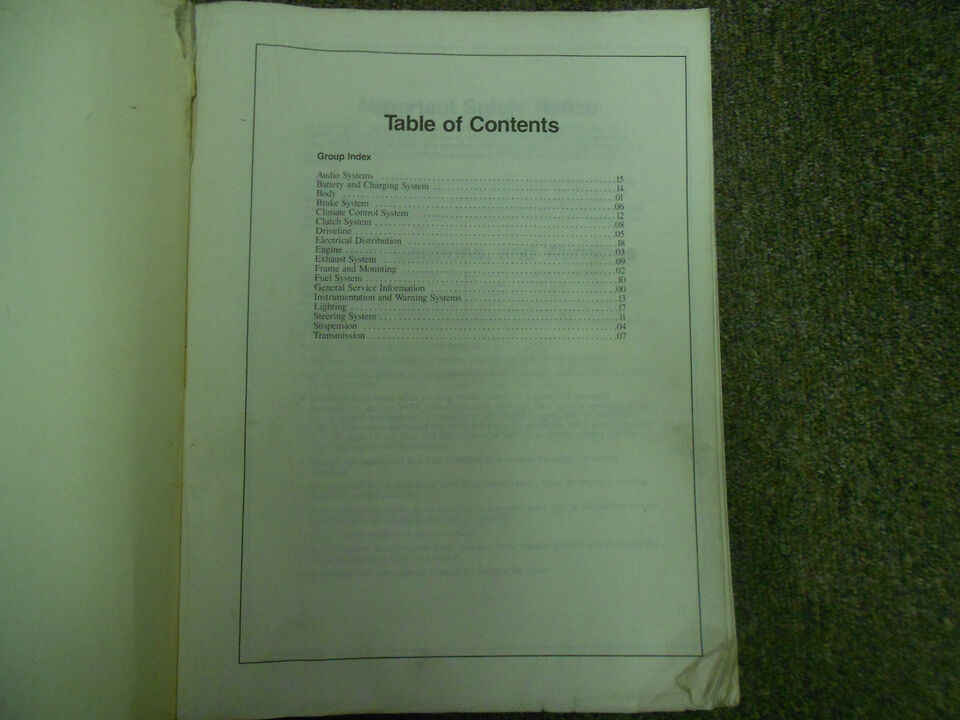 Table of Contents
Group Index
Audio Systems ........ 15
Battery and Charging System ........ 14
Body ........ 01
Brake System ........ 06
Climate Control System ........ 12
Clutch System ........ 08
Driveline ........ 05
Electrical Distribution ........ 18
Engine ........ 03
Exhaust System ........ 09
Frame and Mounting ........ 02
Fuel System ........ 10
General Service Information ........ 00
Instrumentation and Warning Systems ........ 13
Lighting ........ 17
Steering System ........ 11
Suspension ........ 04
Transmission ........ 07